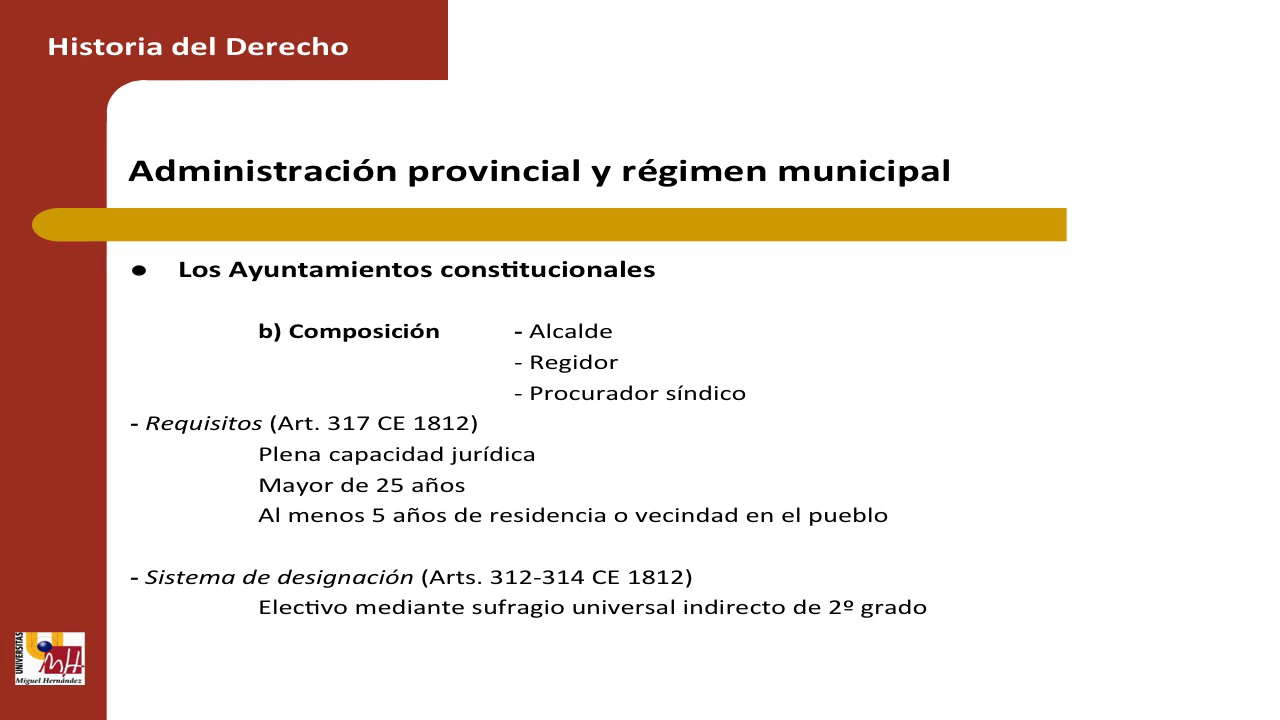 Historia del Derecho
Administración provincial y régimen municipal
● Los Ayuntamientos constitucionales
b) Composición - Alcalde
- Regidor
- Procurador síndico
- Requisitos (Art. 317 CE 1812)
Plena capacidad jurídica
Mayor de 25 años
Al menos 5 años de residencia o vecindad en el pueblo
- Sistema de designación (Arts. 312-314 CE 1812)
Electivo mediante sufragio universal indirecto de 2º grado
UNIVERSITAS
MH
Miguel Hernández